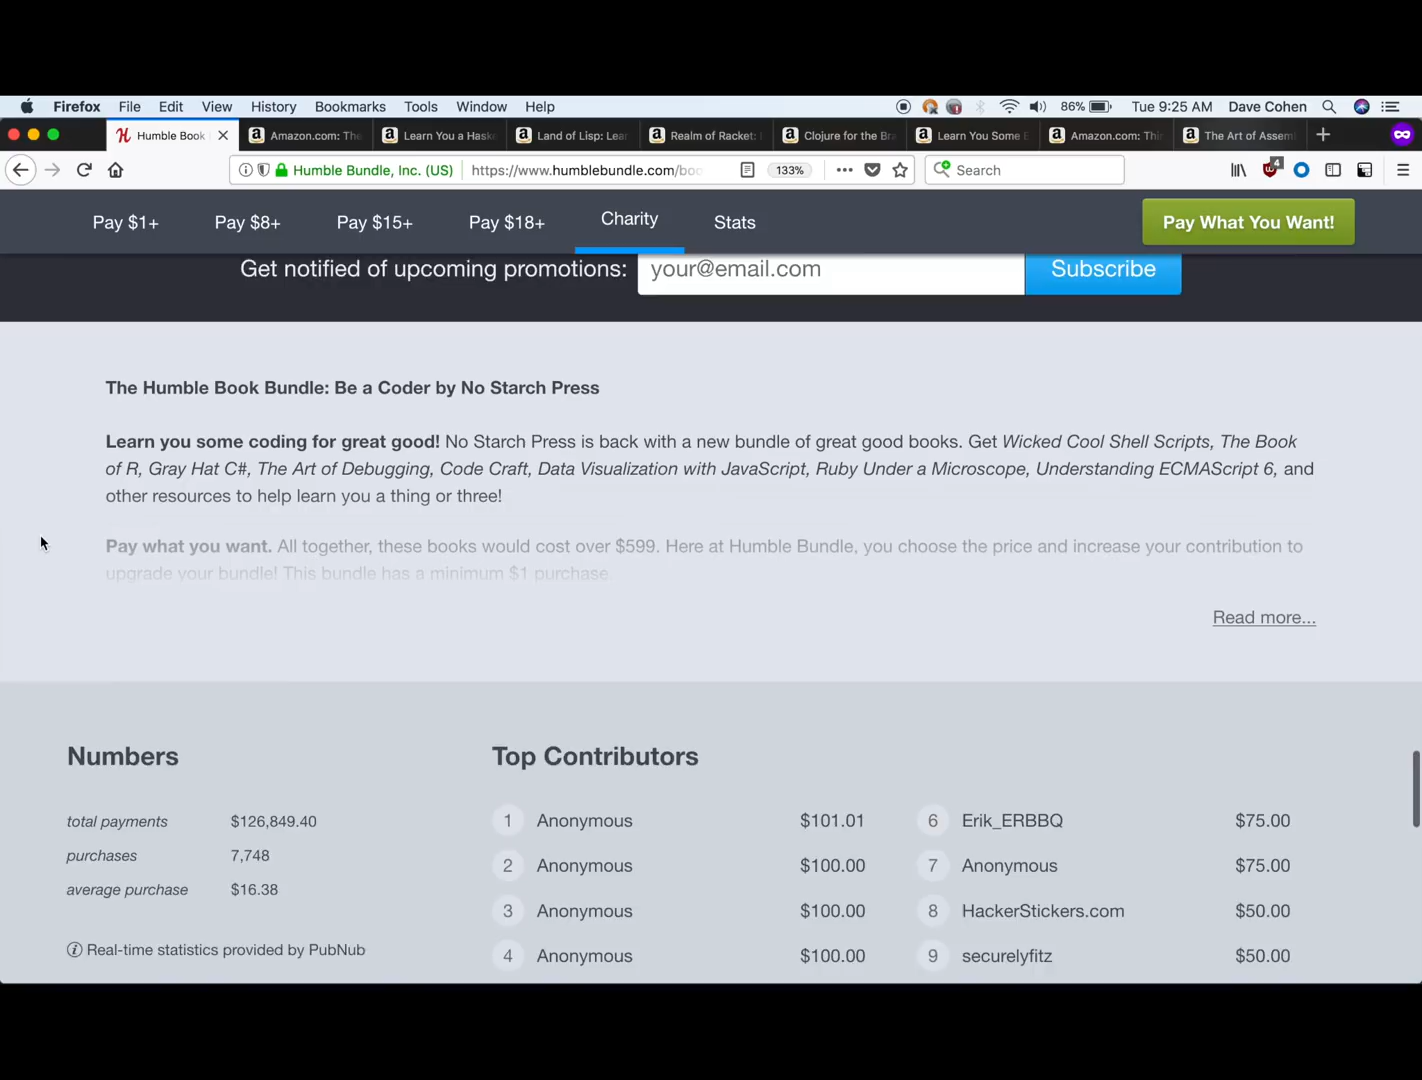 Firefox File Edit View History Bookmarks Tools Window Help 86% Tue 9:25 AM Dave Cohen
Humble Book Amazon.com: The Learn You a Hask Land of Lisp: Lear Realm of Racket: Clojure for the Bra Learn You Some E Amazon.com: Thi The Art of Assem
Humble Bundle, Inc. (US) https://www.humblebundle.com/boo 133% Search 4
Pay $1+ Pay $8+ Pay $15+ Pay $18+ Charity Stats Pay What You Want!
Get notified of upcoming promotions: your@email.com Subscribe
The Humble Book Bundle: Be a Coder by No Starch Press
Learn you some coding for great good! No Starch Press is back with a new bundle of great good books. Get Wicked Cool Shell Scripts, The Book
of R, Gray Hat C#, The Art of Debugging, Code Craft, Data Visualization with JavaScript, Ruby Under a Microscope, Understanding ECMAScript 6, and
other resources to help learn you a thing or three!
Pay what you want. All together, these books would cost over $599. Here at Humble Bundle, you choose the price and increase your contribution to
upgrade your bundle! This bundle has a minimum $1 purchase.
Read more...
Numbers
total payments $126,849.40
purchases 7,748
average purchase $16.38
Real-time statistics provided by PubNub
Top Contributors
1 Anonymous $101.01
2 Anonymous $100.00
3 Anonymous $100.00
4 Anonymous $100.00
6 Erik_ERBBQ $75.00
7 Anonymous $75.00
8 HackerStickers.com $50.00
9 securelyfitz $50.00